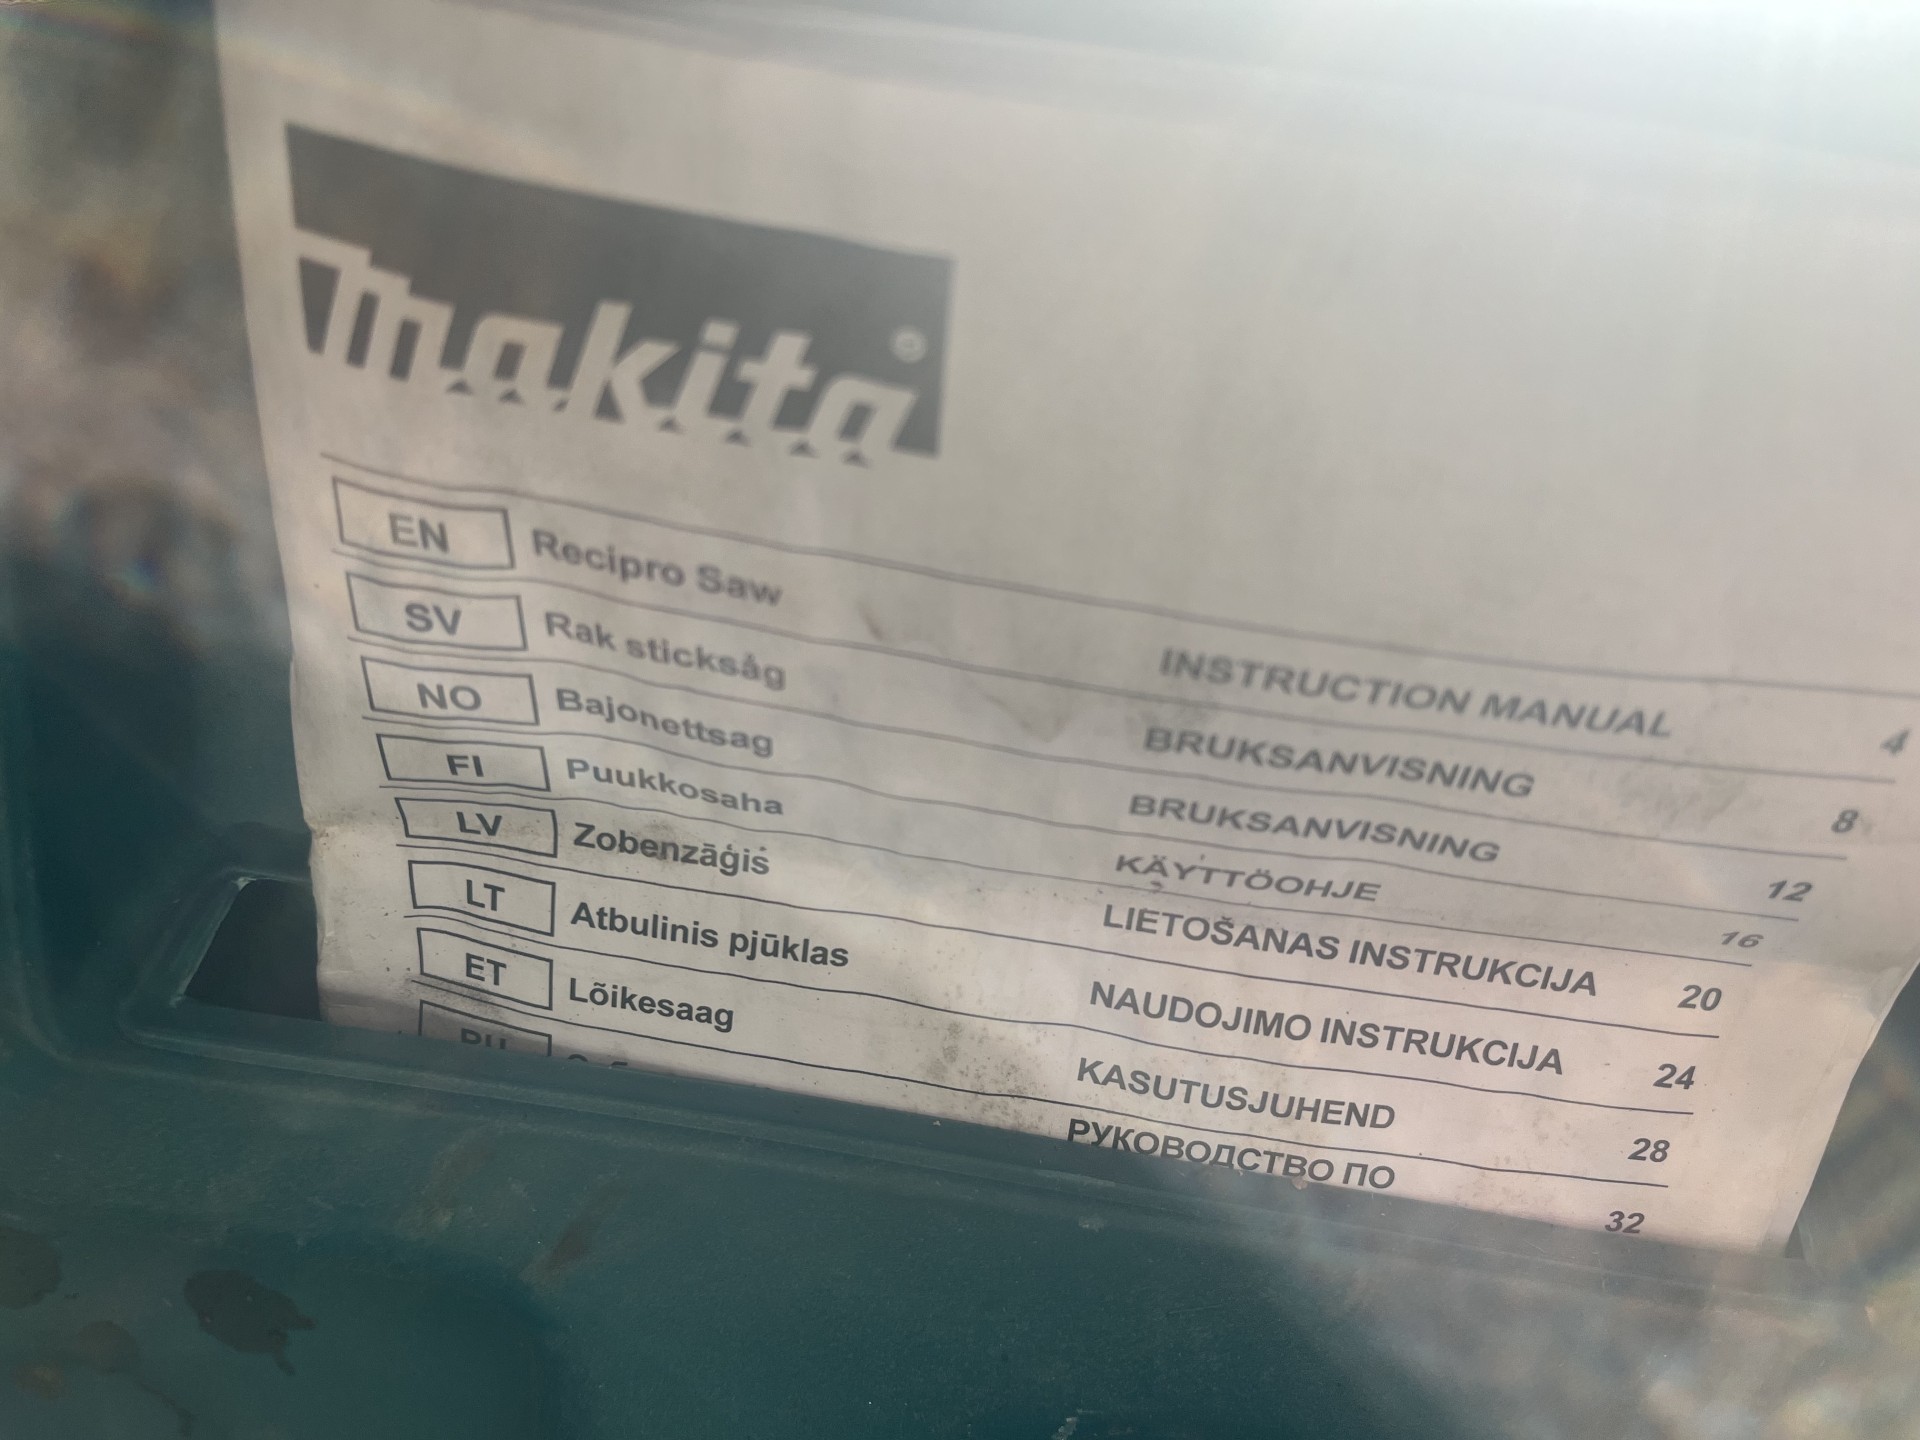 makita
EN Recipro Saw INSTRUCTION MANUAL 4
SV Rak sticksåg BRUKSANVISNING 8
NO Bajonettsag BRUKSANVISNING 12
FI Puukkosaha KÄYTTÖOHJE 16
LV Zobenzāģis LIETOŠANAS INSTRUKCIJA 20
LT Atbulinis pjūklas NAUDOJIMO INSTRUKCIJA 24
ET Lõikesaag KASUTUSJUHEND 28
RU РУКОВОДСТВО ПО 32